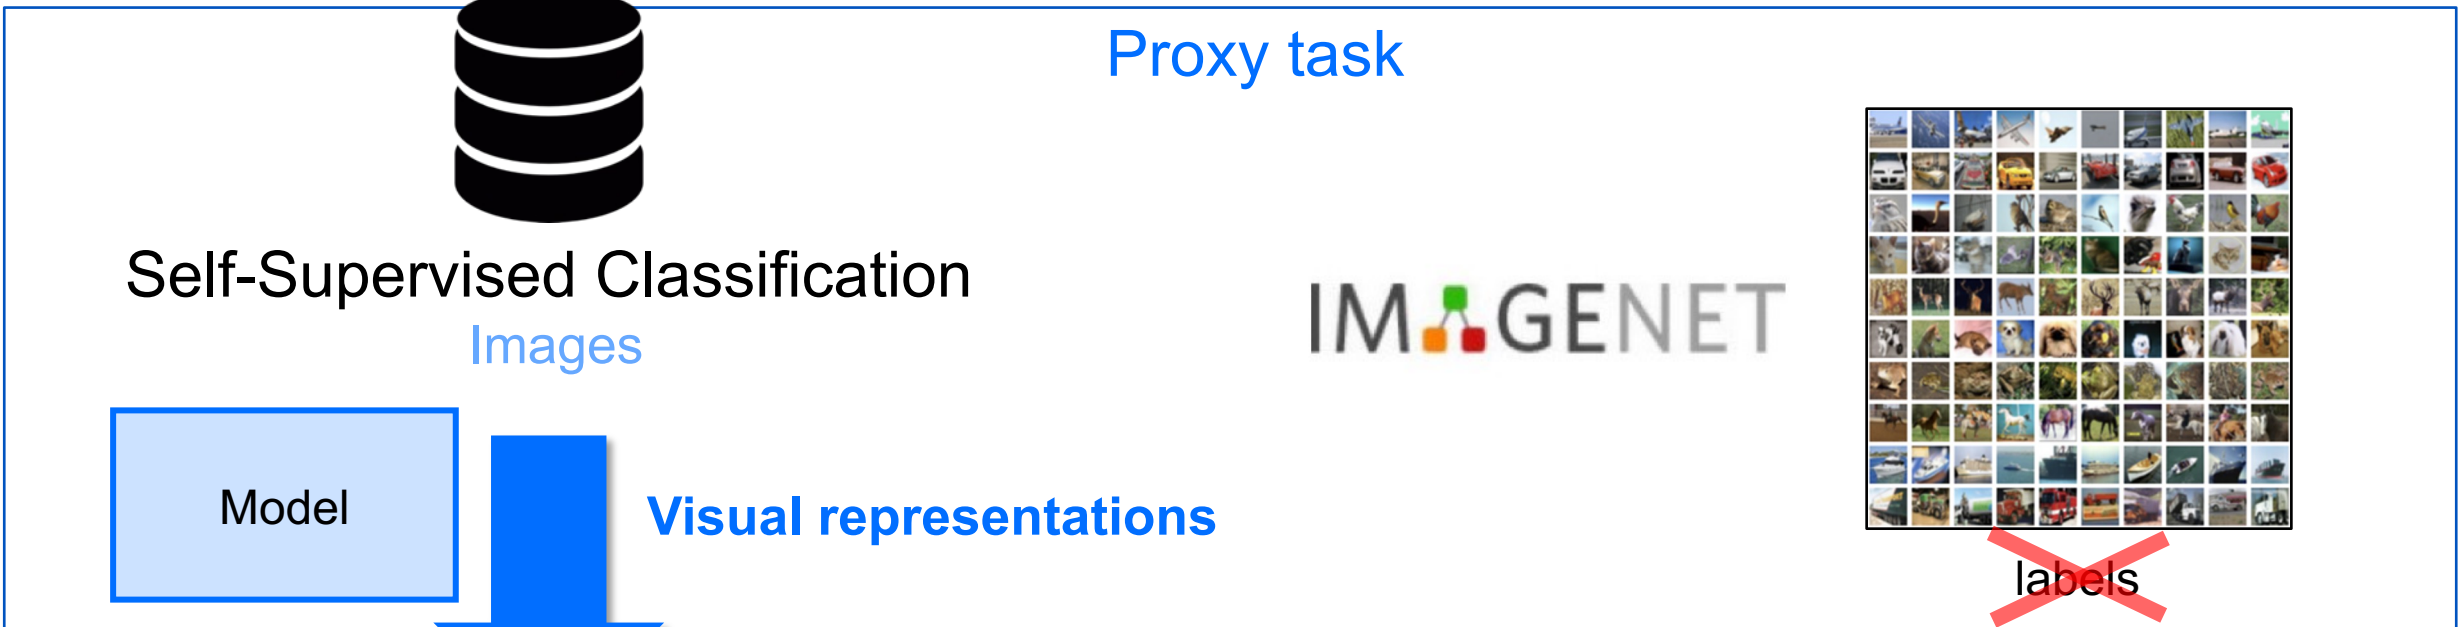 Proxy task
Self-Supervised Classification
Images
IMAGENET
Model
Visual representations
labels